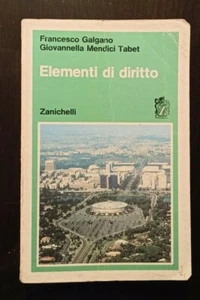 Francesco Galgano
Giovannella Mendici Tabet
Elementi di diritto
Zanichelli